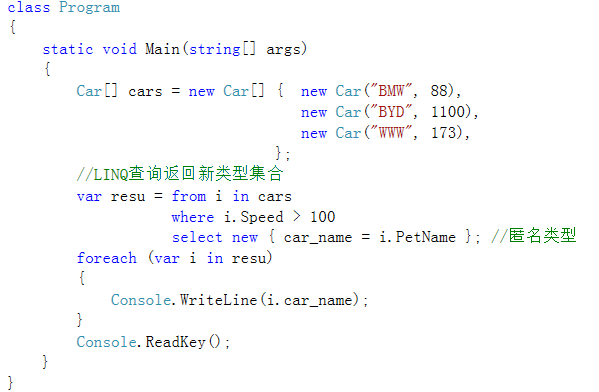 class Program
{
    static void Main(string[] args)
    {
        Car[] cars = new Car[] {  new Car("BMW", 88),
                                  new Car("BYD", 1100),
                                  new Car("WWW", 173),
                               };
        //LINQ查询返回新类型集合
        var resu = from i in cars
                   where i.Speed > 100
                   select new { car_name = i.PetName }; //匿名类型
        foreach (var i in resu)
        {
            Console.WriteLine(i.car_name);
        }
        Console.ReadKey();
    }
}